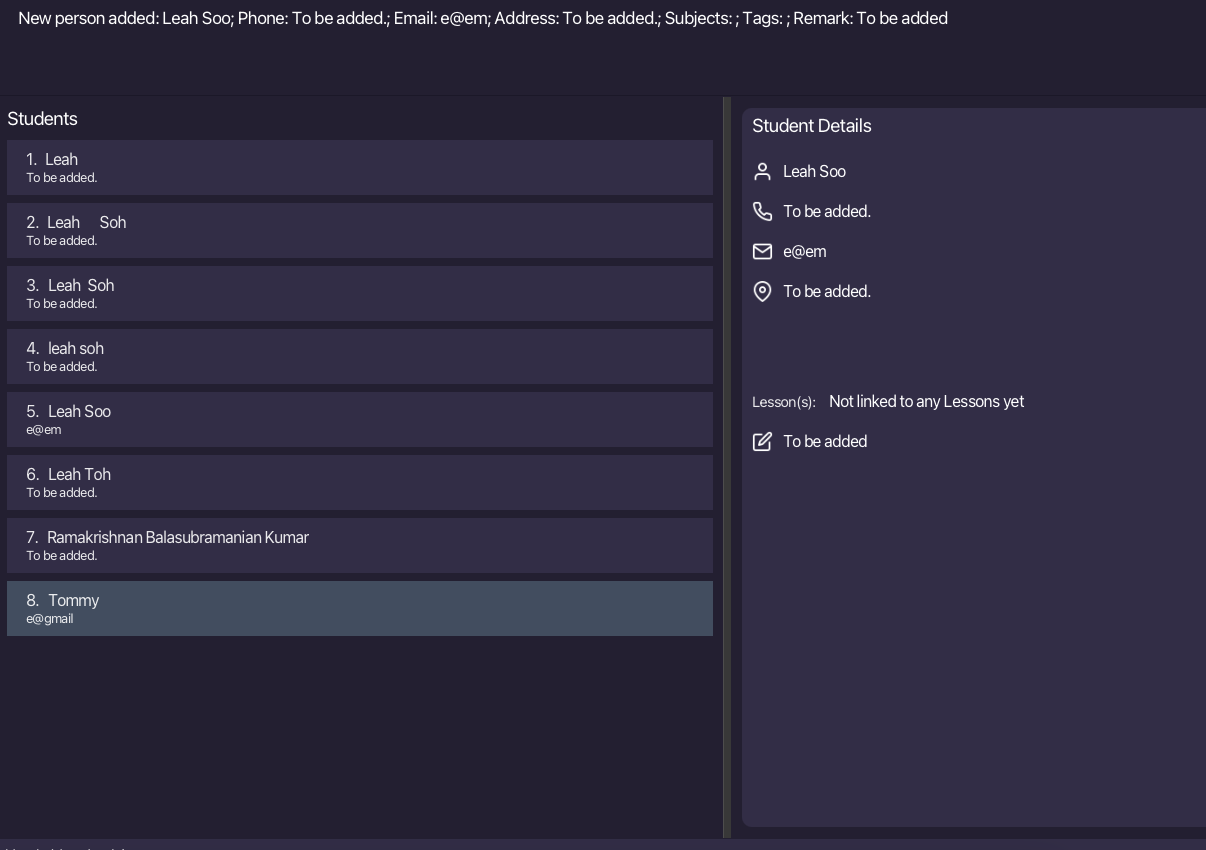 New person added: Leah Soo; Phone: To be added.; Email: e@em; Address: To be added.; Subjects: ; Tags: ; Remark: To be added
Students
1. Leah
To be added.
2. Leah     Soh
To be added.
3. Leah  Soh
To be added.
4. leah soh
To be added.
5. Leah Soo
e@em
6. Leah Toh
To be added.
7. Ramakrishnan Balasubramanian Kumar
To be added.
8. Tommy
e@gmail
Student Details
Leah Soo
To be added.
e@em
To be added.
Lesson(s): Not linked to any Lessons yet
To be added